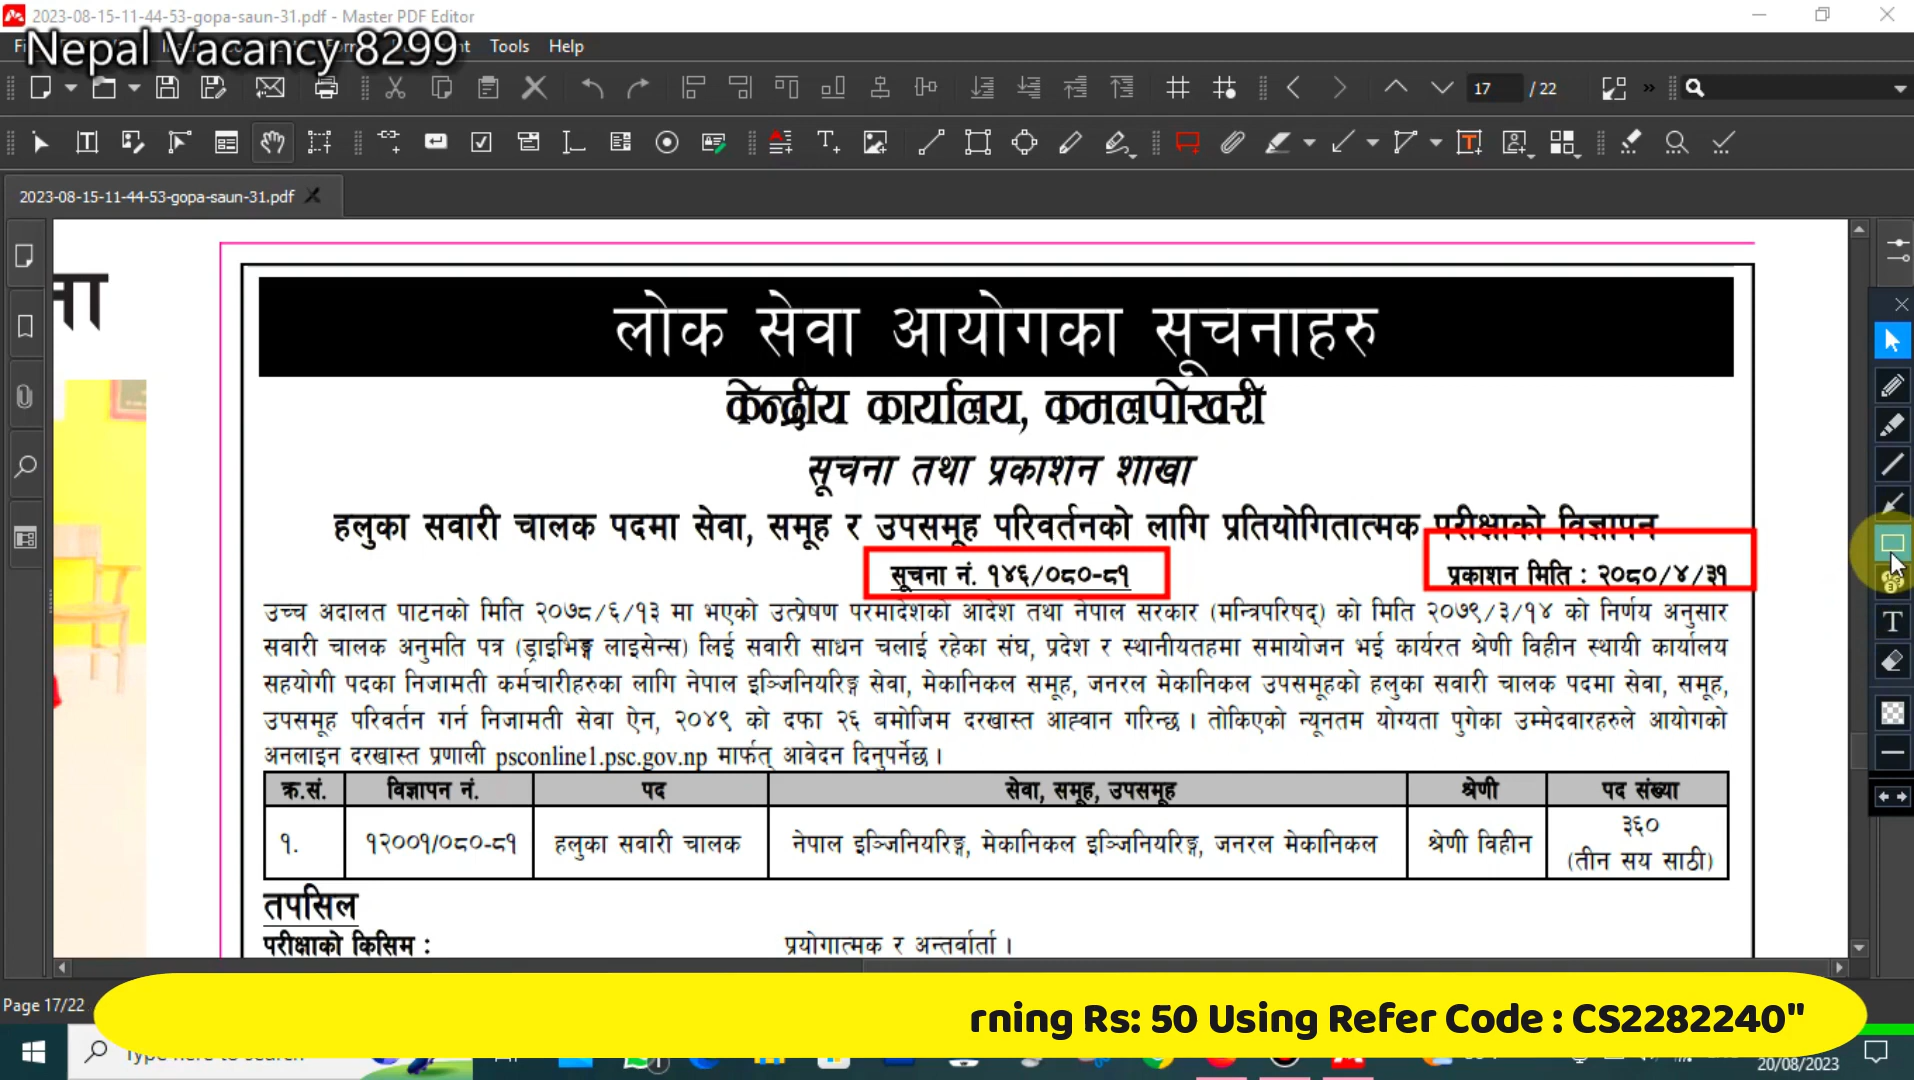 2023-08-15-11-44-53-gopa-saun-31.pdf - Master PDF Editor
Nepal Vacancy 8299
Tools Help
17 / 22
2023-08-15-11-44-53-gopa-saun-31.pdf
लोक सेवा आयोगका सूचनाहरु
केन्द्रीय कार्यालय, कमलपोखरी
सूचना तथा प्रकाशन शाखा
हलुका सवारी चालक पदमा सेवा, समूह र उपसमूह परिवर्तनको लागि प्रतियोगितात्मक परीक्षाको विज्ञापन
सूचना नं. १४६/०८०-८१
प्रकाशन मिति : २०८०/४/३१
उच्च अदालत पाटनको मिति २०७८/६/१३ मा भएको उत्प्रेषण परमादेशको आदेश तथा नेपाल सरकार (मन्त्रिपरिषद्) को मिति २०७९/३/१४ को निर्णय अनुसार
सवारी चालक अनुमति पत्र (ड्राइभिङ्ग लाइसेन्स) लिई सवारी साधन चलाई रहेका संघ, प्रदेश र स्थानीयतहमा समायोजन भई कार्यरत श्रेणी विहीन स्थायी कार्यालय
सहयोगी पदका निजामती कर्मचारीहरुका लागि नेपाल इञ्जिनियरिङ्ग सेवा, मेकानिकल समूह, जनरल मेकानिकल उपसमूहको हलुका सवारी चालक पदमा सेवा, समूह,
उपसमूह परिवर्तन गर्न निजामती सेवा ऐन, २०४९ को दफा २६ बमोजिम दरखास्त आह्वान गरिन्छ । तोकिएको न्यूनतम योग्यता पुगेका उम्मेदवारहरुले आयोगको
अनलाइन दरखास्त प्रणाली psconline1.psc.gov.np मार्फत् आवेदन दिनुपर्नेछ ।
क्र.सं. विज्ञापन नं. पद सेवा, समूह, उपसमूह श्रेणी पद संख्या
१. १२००१/०८०-८१ हलुका सवारी चालक नेपाल इञ्जिनियरिङ्ग, मेकानिकल इञ्जिनियरिङ्ग, जनरल मेकानिकल श्रेणी विहीन ३६०
(तीन सय साठी)
तपसिल
परीक्षाको किसिम : प्रयोगात्मक र अन्तर्वार्ता ।
Page 17/22
rning Rs: 50 Using Refer Code : CS2282240"
20/08/2023